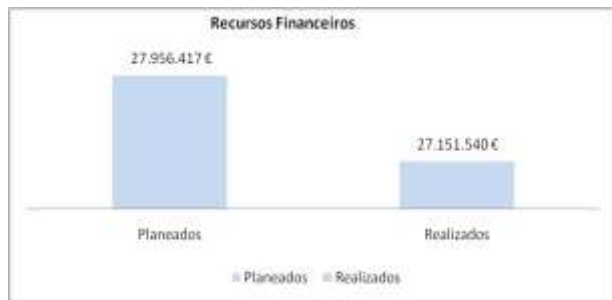 Recursos Financeiros
27.956.417 €
27.151.540 €
Planeados Realizados
Planeados Realizados